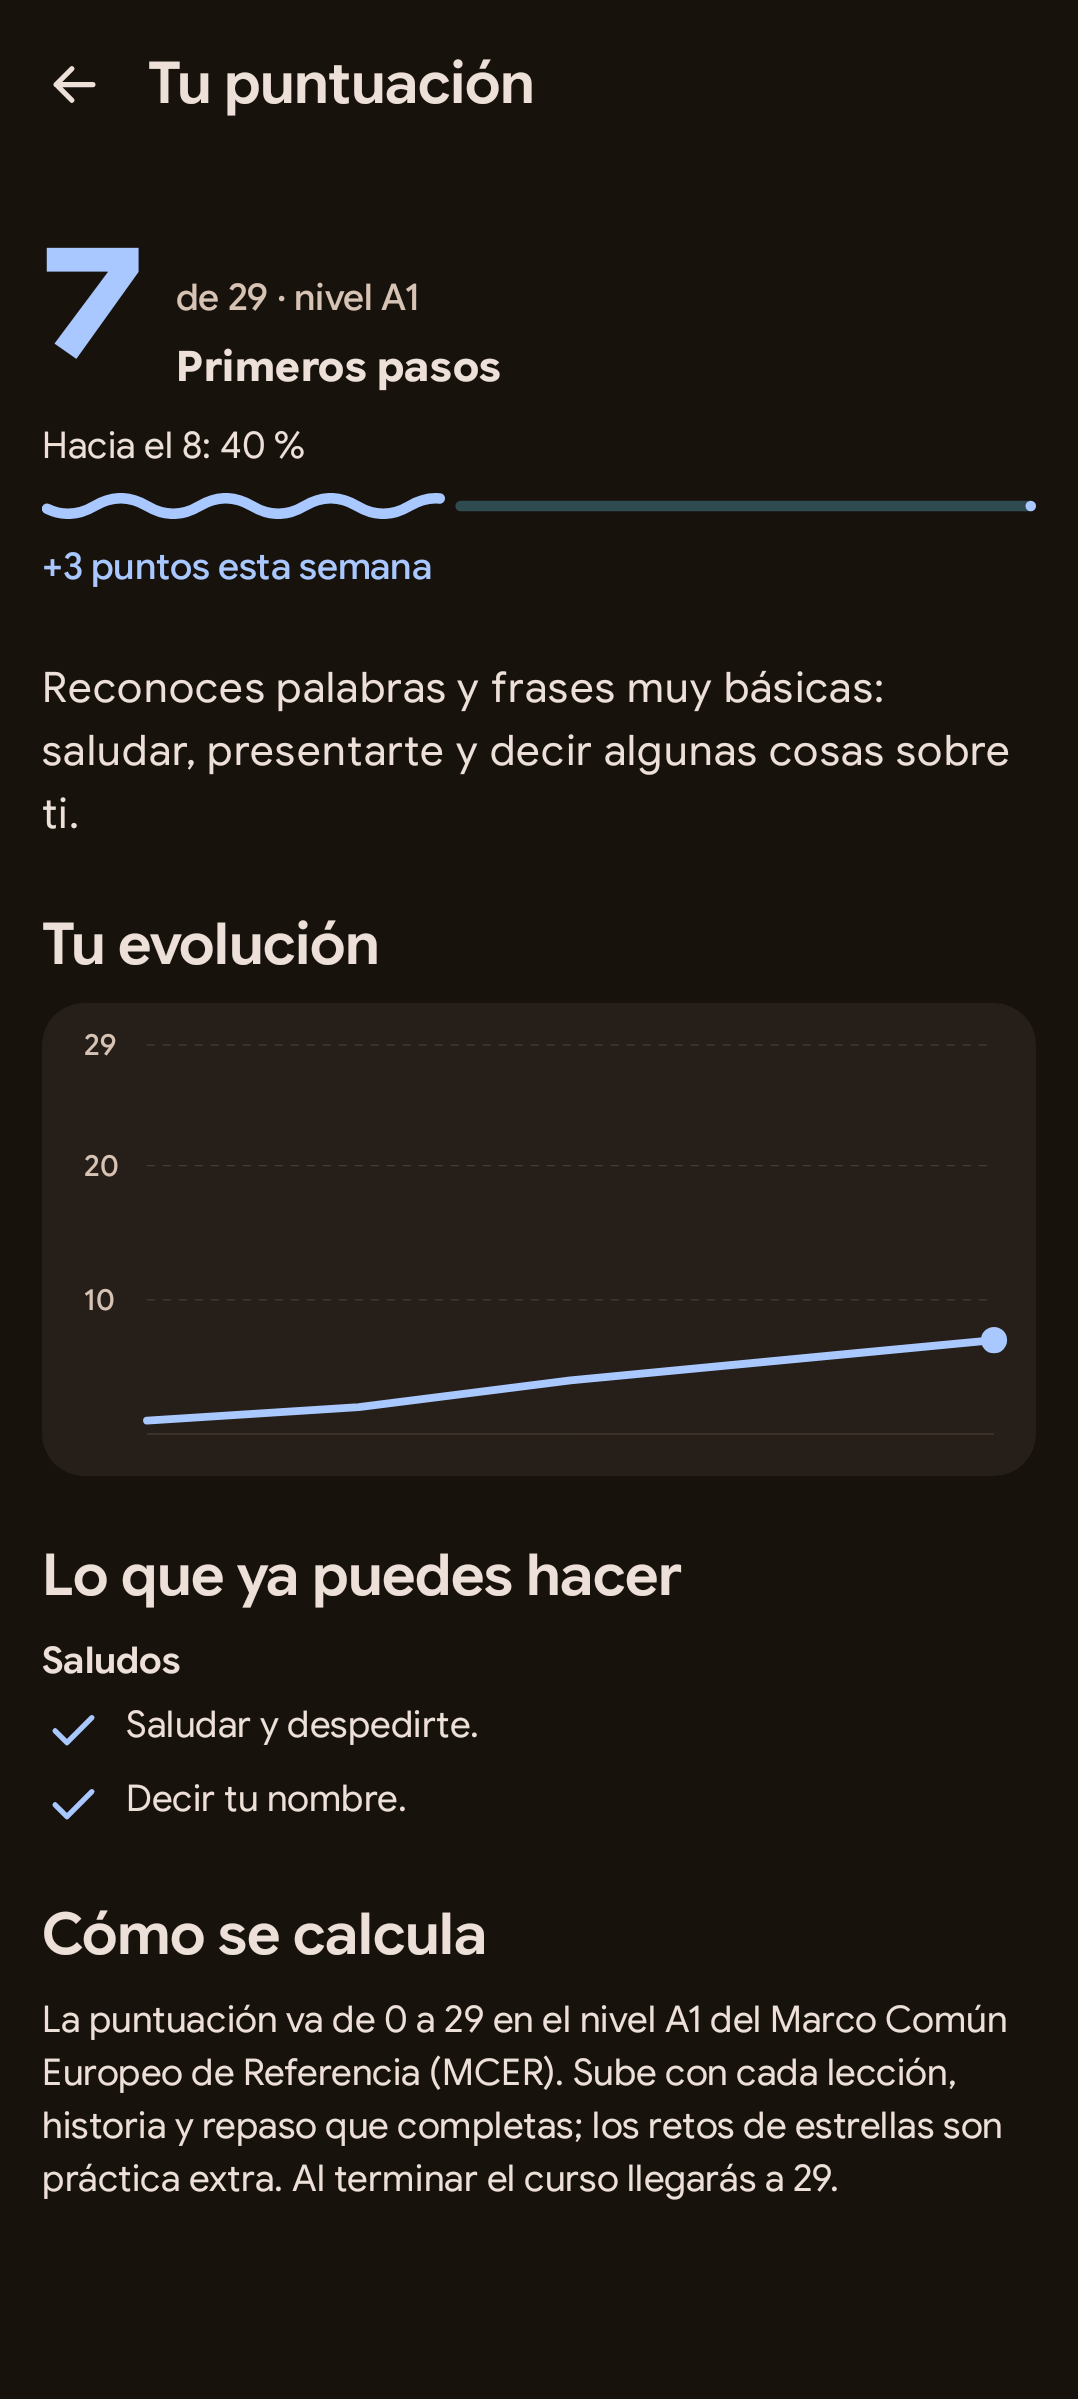 Tu puntuación
7
de 29 · nivel A1
Primeros pasos
Hacia el 8: 40 %
+3 puntos esta semana
Reconoces palabras y frases muy básicas:
saludar, presentarte y decir algunas cosas sobre
ti.
Tu evolución
29
20
10
Lo que ya puedes hacer
Saludos
Saludar y despedirte.
Decir tu nombre.
Cómo se calcula
La puntuación va de 0 a 29 en el nivel A1 del Marco Común
Europeo de Referencia (MCER). Sube con cada lección,
historia y repaso que completas; los retos de estrellas son
práctica extra. Al terminar el curso llegarás a 29.